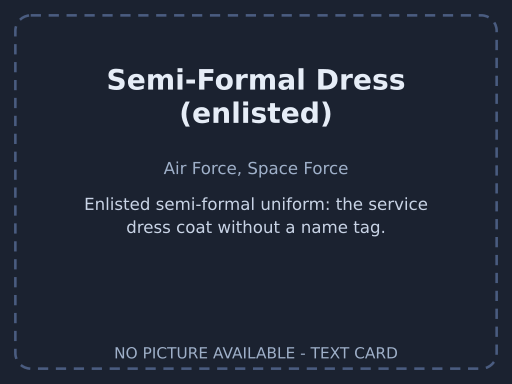 Semi-Formal Dress
(enlisted)
Air Force, Space Force
Enlisted semi-formal uniform: the service
dress coat without a name tag.
NO PICTURE AVAILABLE - TEXT CARD